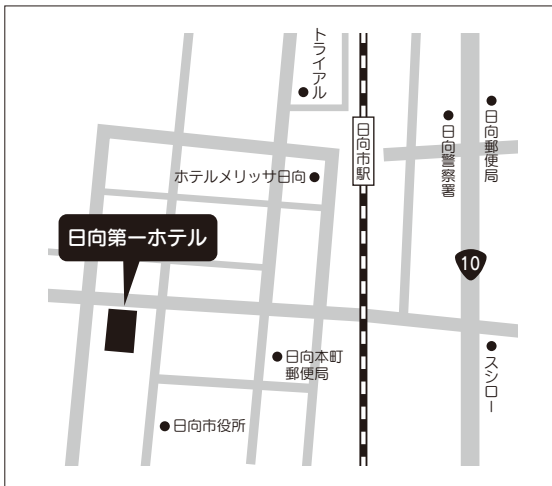 トライアル
日向市駅
日向警察署
日向郵便局
ホテルメリッサ日向
日向第一ホテル
10
日向本町
郵便局
スシロー
日向市役所